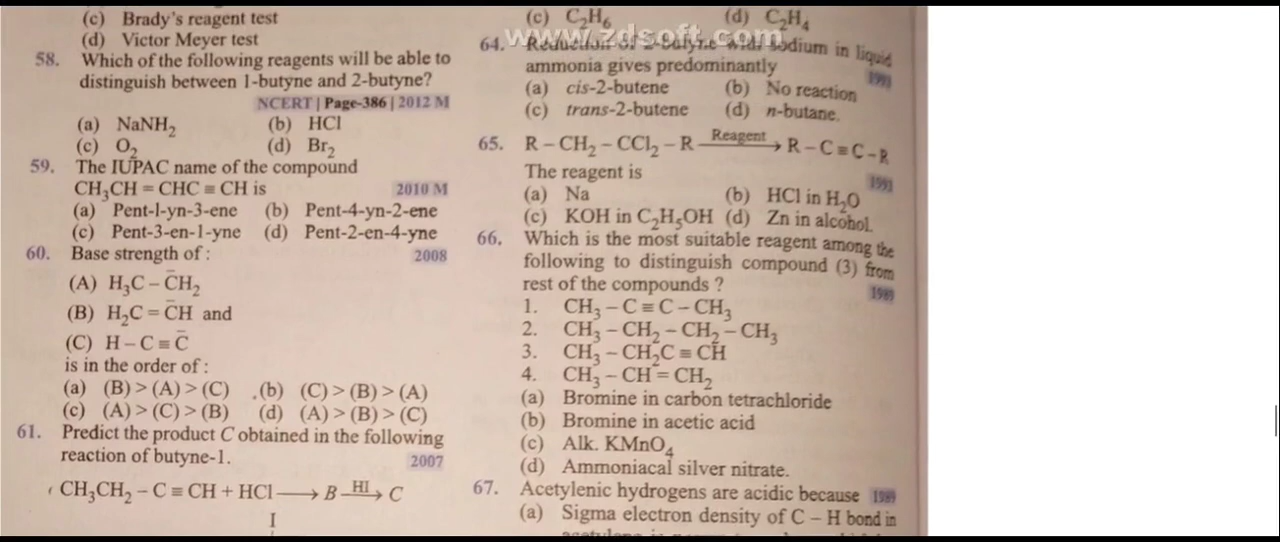 (c) Brady's reagent test
(d) Victor Meyer test
58. Which of the following reagents will be able to
distinguish between 1-butyne and 2-butyne?
NCERT | Page-386 | 2012 M
(a) NaNH₂ (b) HCl
(c) O₂ (d) Br₂
59. The IUPAC name of the compound
CH₃CH = CHC ≡ CH is 2010 M
(a) Pent-1-yn-3-ene (b) Pent-4-yn-2-ene
(c) Pent-3-en-1-yne (d) Pent-2-en-4-yne
60. Base strength of : 2008
(A) H₃C – C̄H₂
(B) H₂C = C̄H and
(C) H – C ≡ C̄
is in the order of :
(a) (B) > (A) > (C) (b) (C) > (B) > (A)
(c) (A) > (C) > (B) (d) (A) > (B) > (C)
61. Predict the product C obtained in the following
reaction of butyne-1. 2007
CH₃CH₂ – C ≡ CH + HCl ⟶ B —HI→ C
I
(c) C₂H₆ (d) C₂H₄
www.zdsoft.com
64. Reduction of 2-butyne with sodium in liquid
ammonia gives predominantly 1991
(a) cis-2-butene (b) No reaction
(c) trans-2-butene (d) n-butane.
65. R – CH₂ – CCl₂ – R —Reagent→ R – C ≡ C – R
The reagent is 1991
(a) Na (b) HCl in H₂O
(c) KOH in C₂H₅OH (d) Zn in alcohol.
66. Which is the most suitable reagent among the
following to distinguish compound (3) from
rest of the compounds ? 1989
1. CH₃ – C ≡ C – CH₃
2. CH₃ – CH₂ – CH₂ – CH₃
3. CH₃ – CH₂C ≡ CH
4. CH₃ – CH = CH₂
(a) Bromine in carbon tetrachloride
(b) Bromine in acetic acid
(c) Alk. KMnO₄
(d) Ammoniacal silver nitrate.
67. Acetylenic hydrogens are acidic because 1989
(a) Sigma electron density of C – H bond in